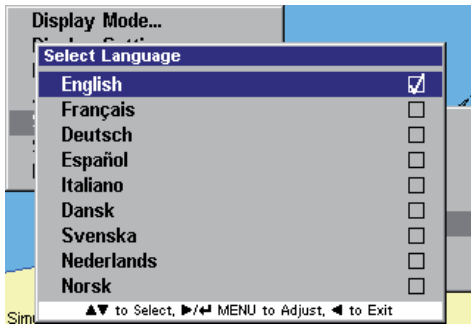 Display Mode...
Select Language
English
Français
Deutsch
Español
Italiano
Dansk
Svenska
Nederlands
Norsk
▲▼ to Select, ▶/↵ MENU to Adjust, ◀ to Exit